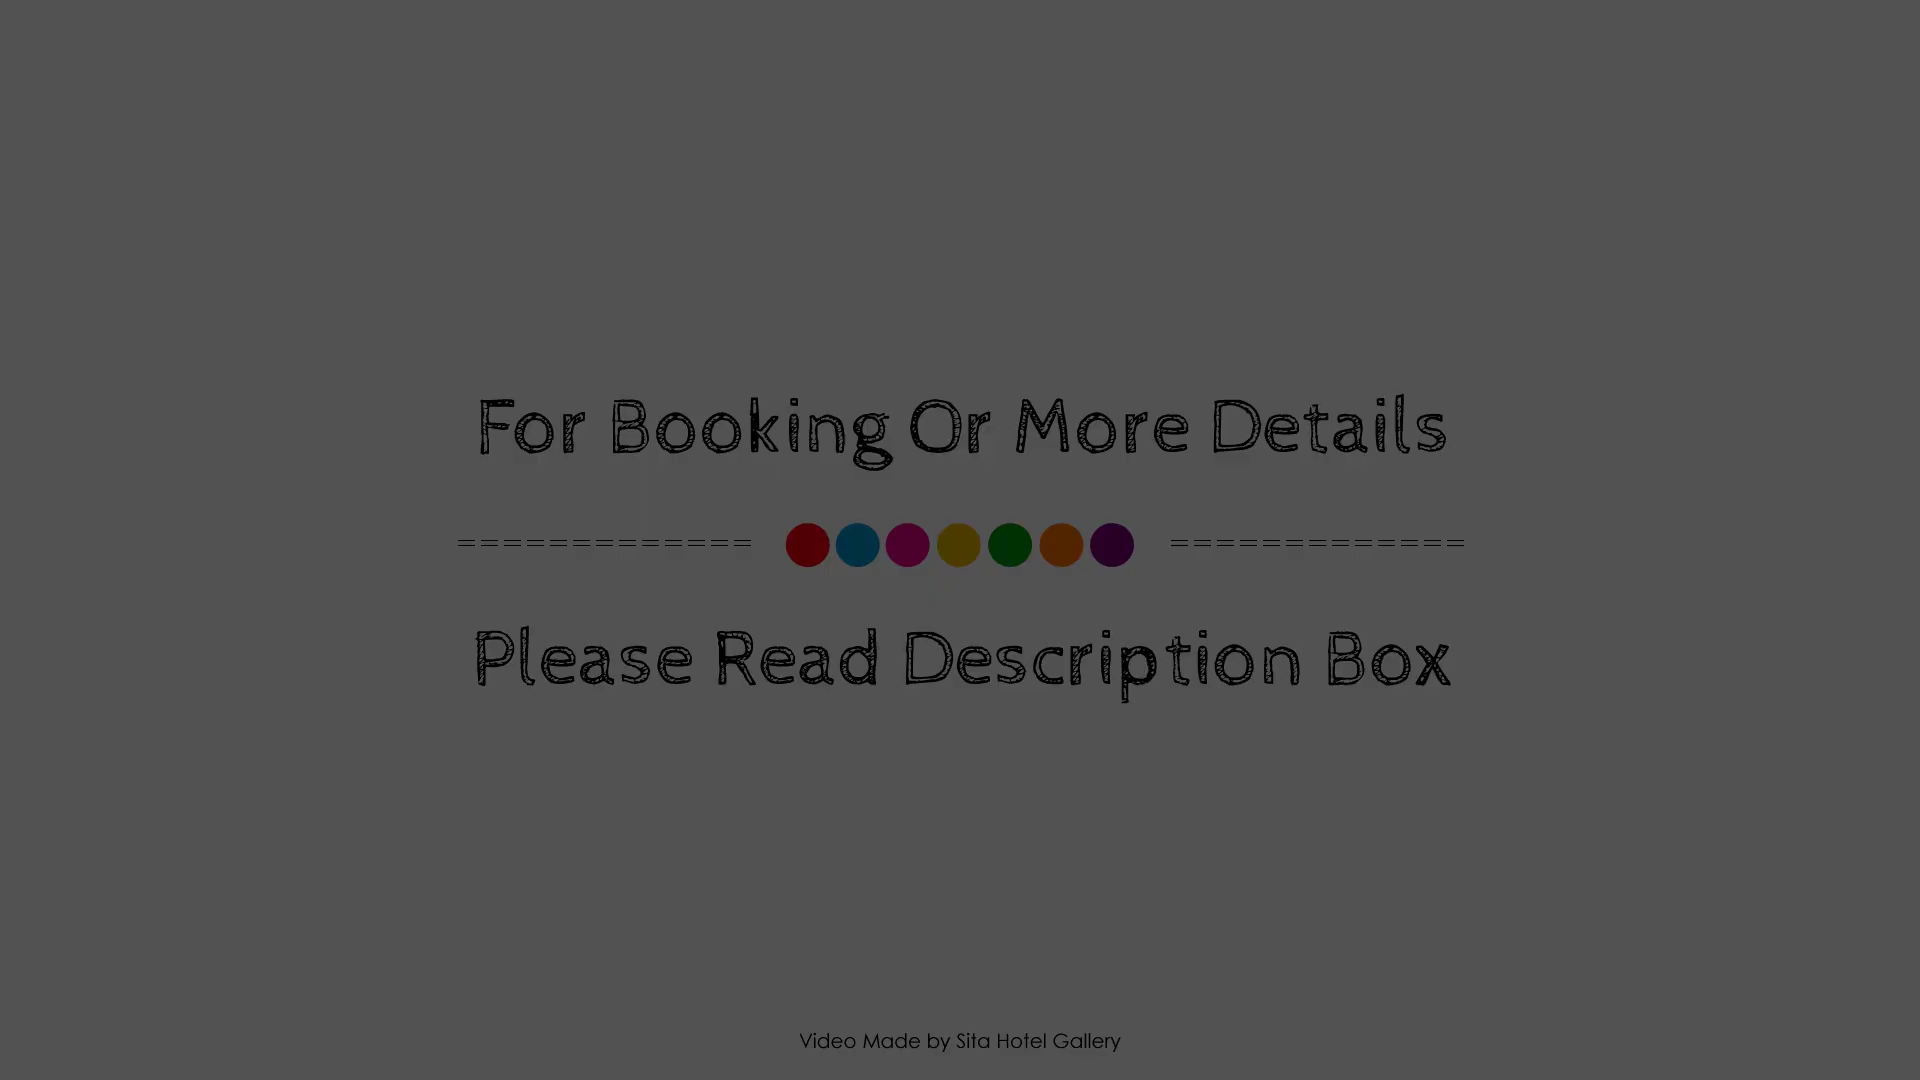 For Booking Or More Details
============= =============
Please Read Description Box
Video Made by Sita Hotel Gallery